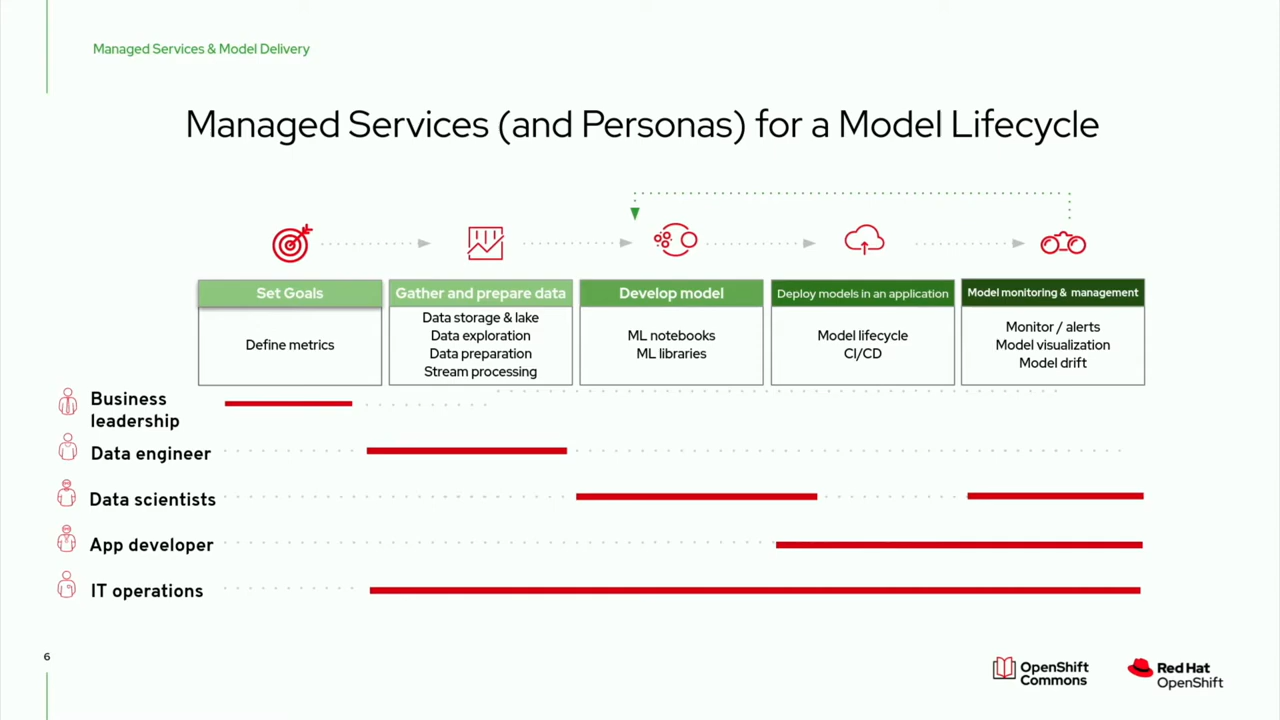 Managed Services & Model Delivery
Managed Services (and Personas) for a Model Lifecycle
Set Goals
Define metrics
Gather and prepare data
Data storage & lake
Data exploration
Data preparation
Stream processing
Develop model
ML notebooks
ML libraries
Deploy models in an application
Model lifecycle
CI/CD
Model monitoring & management
Monitor / alerts
Model visualization
Model drift
Business
leadership
Data engineer
Data scientists
App developer
IT operations
6
OpenShift
Commons
Red Hat
OpenShift